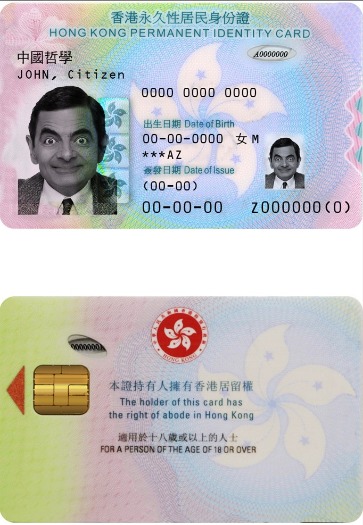 香港永久性居民身份證
HONG KONG PERMANENT IDENTITY CARD
中國哲學
JOHN, Citizen
A0000000
0000 0000 0000
出生日期 Date of Birth
00-00-0000 女 M
***AZ
簽發日期 Date of Issue
(00-00)
00-00-00
Z000000(0)
A0000000
HONG KONG
本證持有人擁有香港居留權
The holder of this card has
the right of abode in Hong Kong
適用於十八歲或以上的人士
FOR A PERSON OF THE AGE OF 18 OR OVER